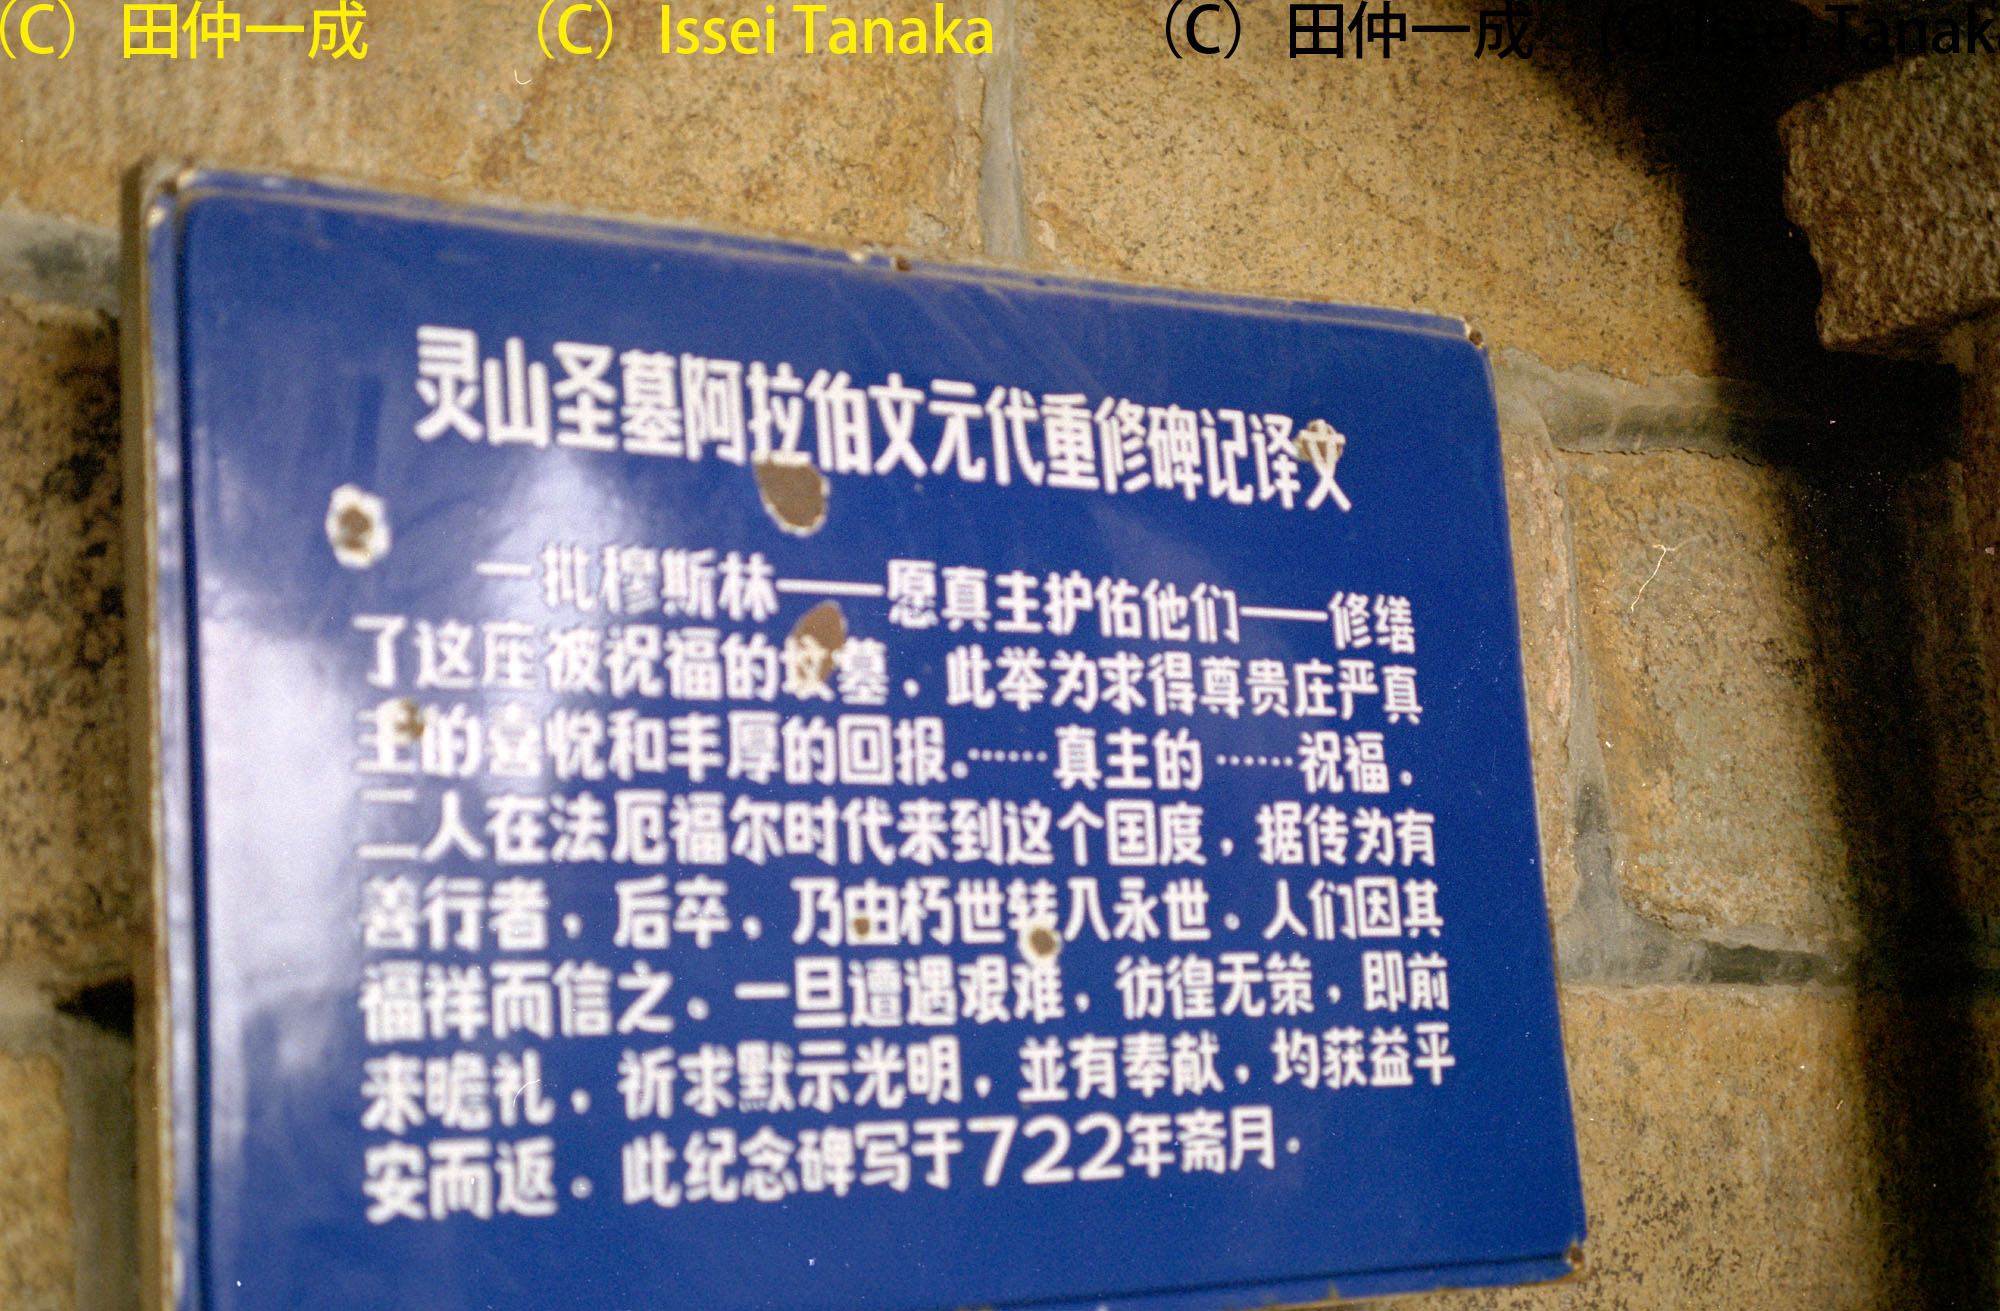 (C) 田仲一成 (C) Issei Tanaka (C) 田仲一成 (C) Issei Tanaka
灵山圣墓阿拉伯文元代重修碑记译文
一批穆斯林——愿真主护佑他们——修缮
了这座被祝福的坟墓，此举为求得尊贵庄严真
主的喜悦和丰厚的回报。……真主的……祝福。
二人在法厄福尔时代来到这个国度，据传为有
善行者，后卒，乃由朽世转入永世。人们因其
福祥而信之。一旦遭遇艰难，彷徨无策，即前
来瞻礼，祈求默示光明，並有奉献，均获益平
安而返。此纪念碑写于722年斋月。